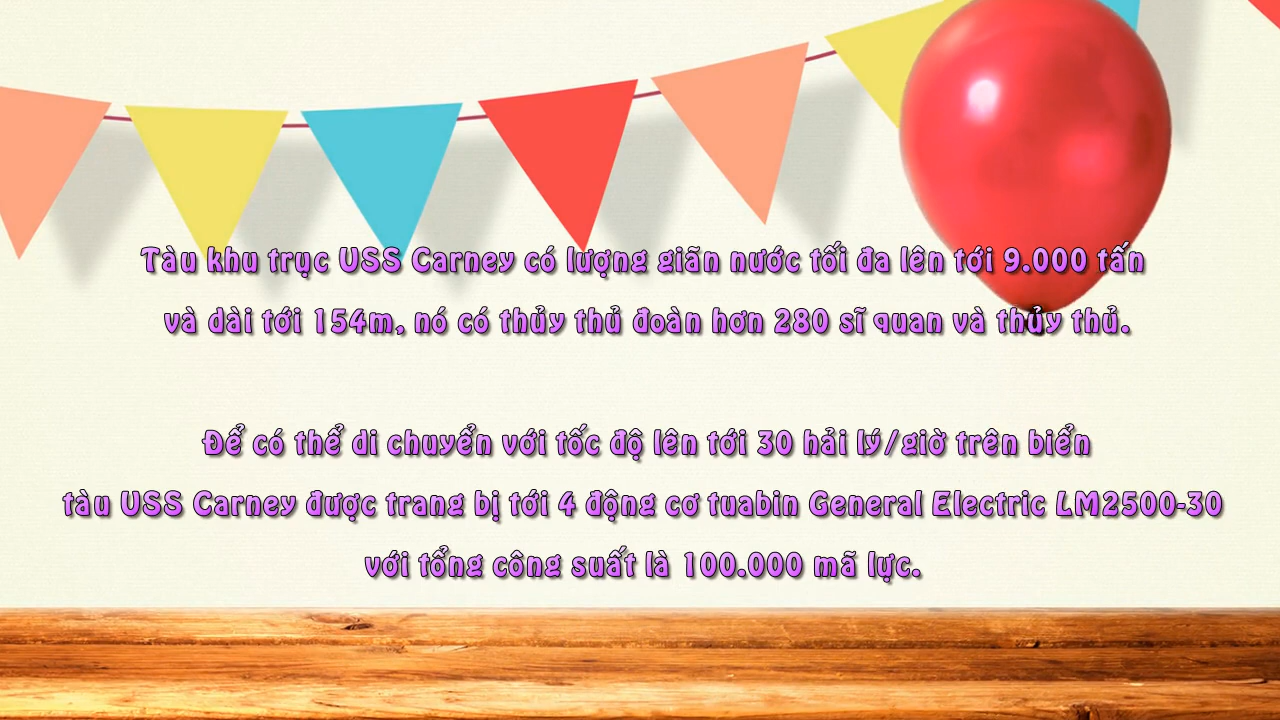 Tàu khu trục USS Carney có lượng giãn nước tối đa lên tới 9.000 tấn
và dài tới 154m, nó có thủy thủ đoàn hơn 280 sĩ quan và thủy thủ.
Để có thể di chuyển với tốc độ lên tới 30 hải lý/giờ trên biển
tàu USS Carney được trang bị tới 4 động cơ tuabin General Electric LM2500-30
với tổng công suất là 100.000 mã lực.